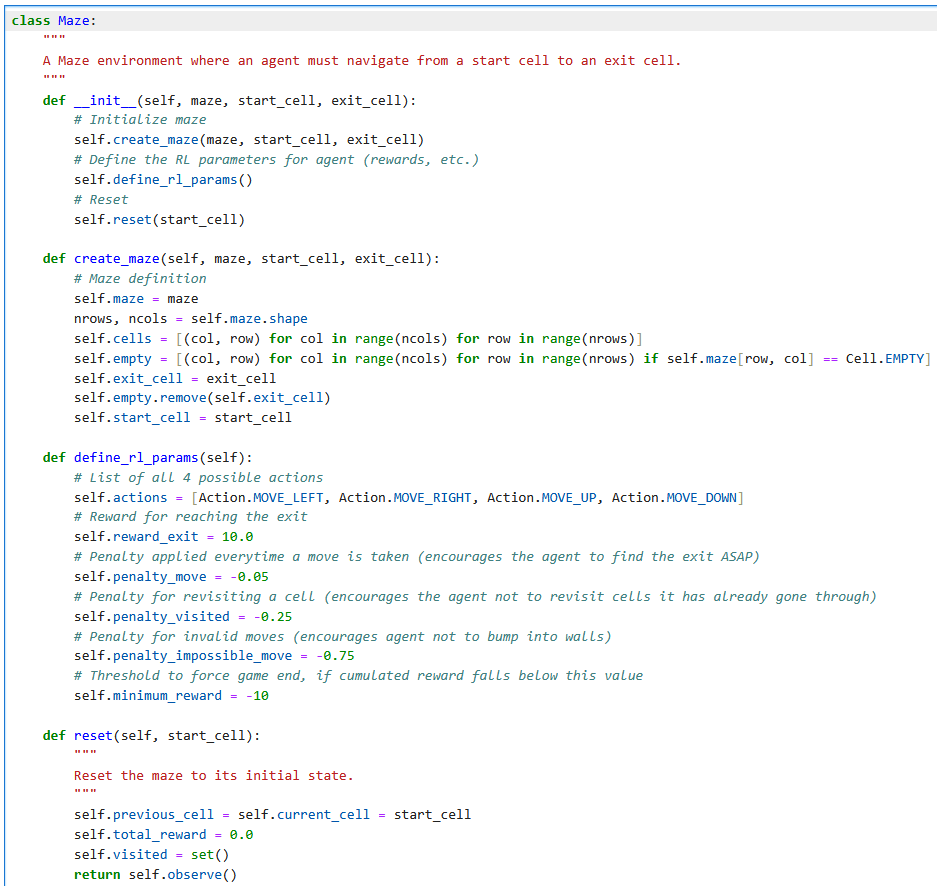 class Maze:
    """
    A Maze environment where an agent must navigate from a start cell to an exit cell.
    """
    def __init__(self, maze, start_cell, exit_cell):
        # Initialize maze
        self.create_maze(maze, start_cell, exit_cell)
        # Define the RL parameters for agent (rewards, etc.)
        self.define_rl_params()
        # Reset
        self.reset(start_cell)

    def create_maze(self, maze, start_cell, exit_cell):
        # Maze definition
        self.maze = maze
        nrows, ncols = self.maze.shape
        self.cells = [(col, row) for col in range(ncols) for row in range(nrows)]
        self.empty = [(col, row) for col in range(ncols) for row in range(nrows) if self.maze[row, col] == Cell.EMPTY]
        self.exit_cell = exit_cell
        self.empty.remove(self.exit_cell)
        self.start_cell = start_cell

    def define_rl_params(self):
        # List of all 4 possible actions
        self.actions = [Action.MOVE_LEFT, Action.MOVE_RIGHT, Action.MOVE_UP, Action.MOVE_DOWN]
        # Reward for reaching the exit
        self.reward_exit = 10.0
        # Penalty applied everytime a move is taken (encourages the agent to find the exit ASAP)
        self.penalty_move = -0.05
        # Penalty for revisiting a cell (encourages the agent not to revisit cells it has already gone through)
        self.penalty_visited = -0.25
        # Penalty for invalid moves (encourages agent not to bump into walls)
        self.penalty_impossible_move = -0.75
        # Threshold to force game end, if cumulated reward falls below this value
        self.minimum_reward = -10

    def reset(self, start_cell):
        """
        Reset the maze to its initial state.
        """
        self.previous_cell = self.current_cell = start_cell
        self.total_reward = 0.0
        self.visited = set()
        return self.observe()